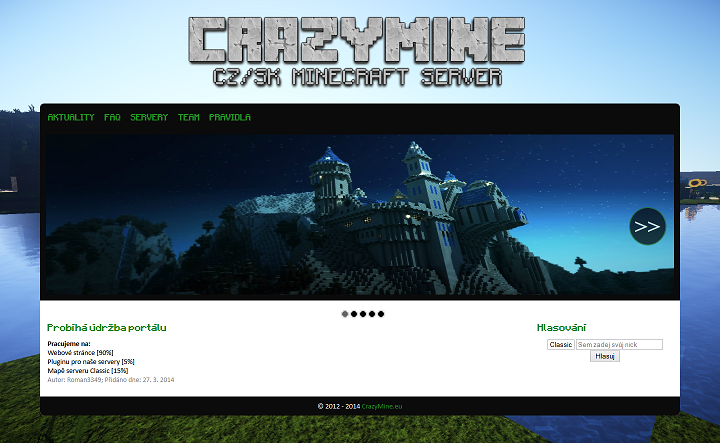 CRAZYMINE
CZ/SK MINECRAFT SERVER
AKTUALITY FAQ SERVERY TEAM PRAVIDLA
>>
Probíhá údržba portálu
Hlasování
Pracujeme na:
Webové stránce [90%]
Pluginu pro naše servery [5%]
Mapě serveru Classic [15%]
Autor: Roman3349; Přidáno dne: 27. 3. 2014
Classic Sem zadej svůj nick
Hlasuj
© 2012 - 2014 CrazyMine.eu